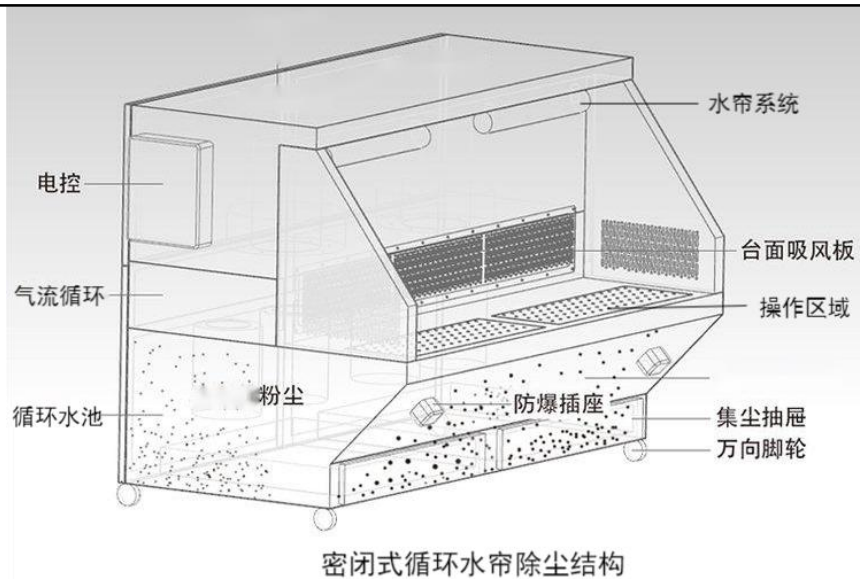 水帘系统
电控
台面吸风板
气流循环
操作区域
粉尘
防爆插座
循环水池
集尘抽屉
万向脚轮
密闭式循环水帘除尘结构